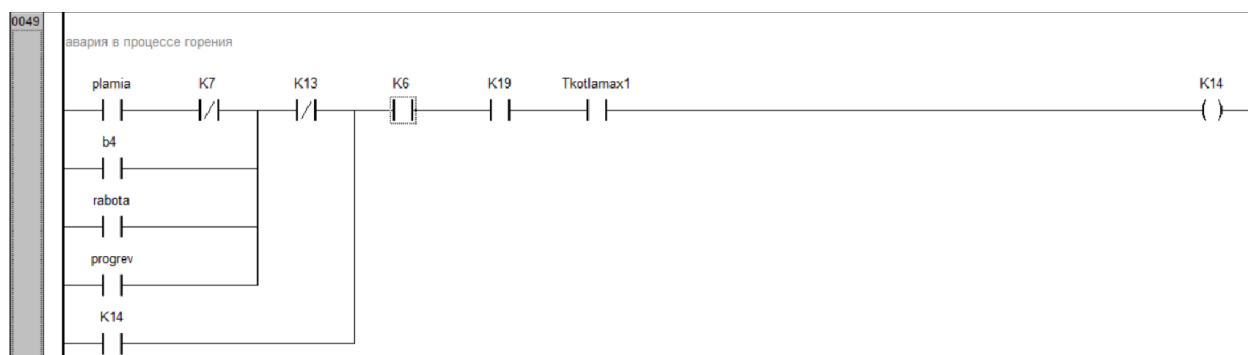 0049
авария в процессе горения
plamia K7 K13 K6 K19 Tkotlamax1 K14
b4
rabota
progrev
K14